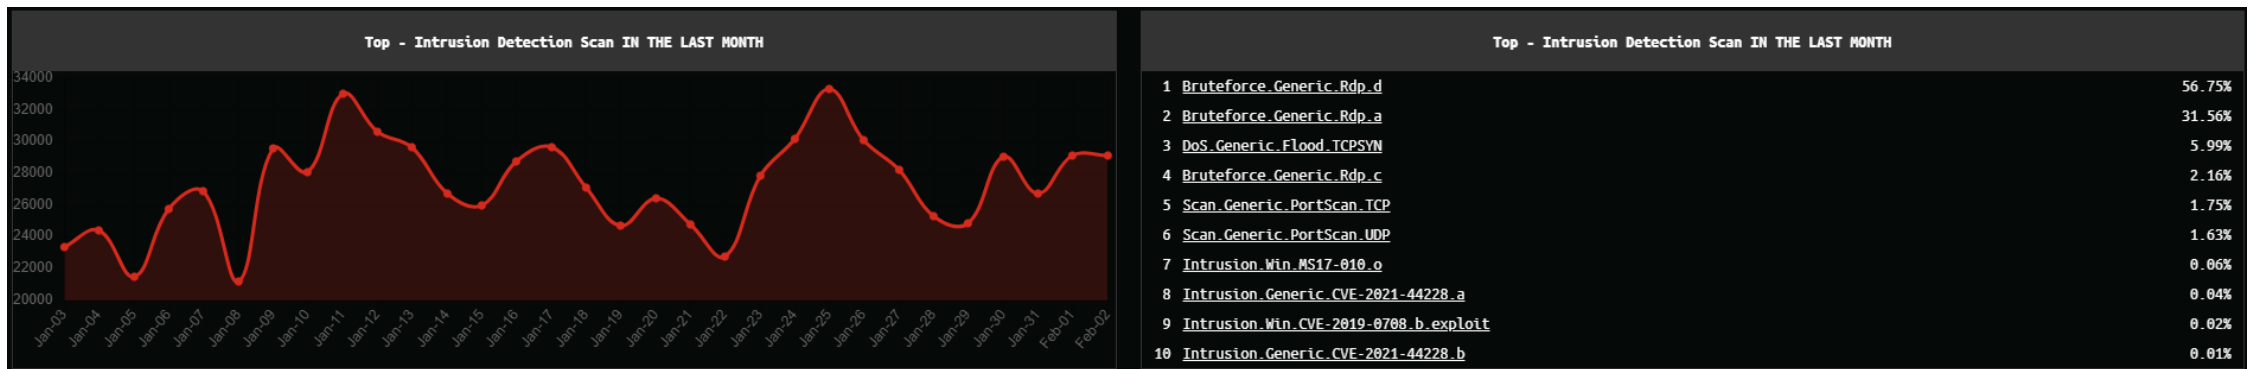 Top - Intrusion Detection Scan IN THE LAST MONTH
34000
32000
30000
28000
26000
24000
22000
20000
Jan-03
Jan-04
Jan-05
Jan-06
Jan-07
Jan-08
Jan-09
Jan-10
Jan-11
Jan-12
Jan-13
Jan-14
Jan-15
Jan-16
Jan-17
Jan-18
Jan-19
Jan-20
Jan-21
Jan-22
Jan-23
Jan-24
Jan-25
Jan-26
Jan-27
Jan-28
Jan-29
Jan-30
Jan-31
Feb-01
Feb-02
Top - Intrusion Detection Scan IN THE LAST MONTH
1 Bruteforce.Generic.Rdp.d 56.75%
2 Bruteforce.Generic.Rdp.a 31.56%
3 DoS.Generic.Flood.TCPSYN 5.99%
4 Bruteforce.Generic.Rdp.c 2.16%
5 Scan.Generic.PortScan.TCP 1.75%
6 Scan.Generic.PortScan.UDP 1.63%
7 Intrusion.Win.MS17-010.o 0.06%
8 Intrusion.Generic.CVE-2021-44228.a 0.04%
9 Intrusion.Win.CVE-2019-0708.b.exploit 0.02%
10 Intrusion.Generic.CVE-2021-44228.b 0.01%